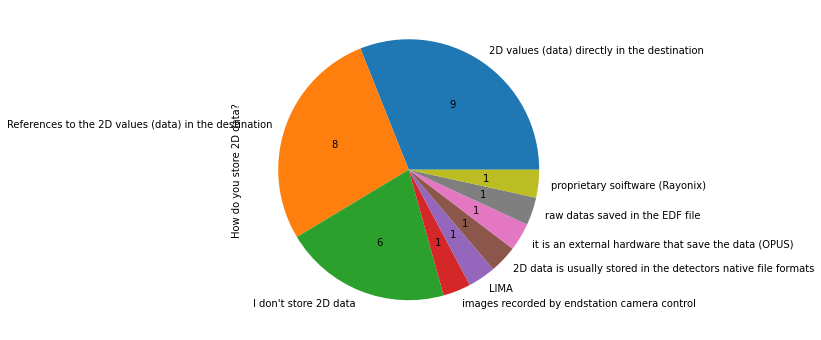 2D values (data) directly in the destination
9
References to the 2D values (data) in the destination
8
How do you store 2D data?
I don't store 2D data
6
images recorded by endstation camera control
1
LIMA
1
2D data is usually stored in the detectors native file formats
1
it is an external hardware that save the data (OPUS)
1
raw datas saved in the EDF file
1
proprietary soiftware (Rayonix)
1